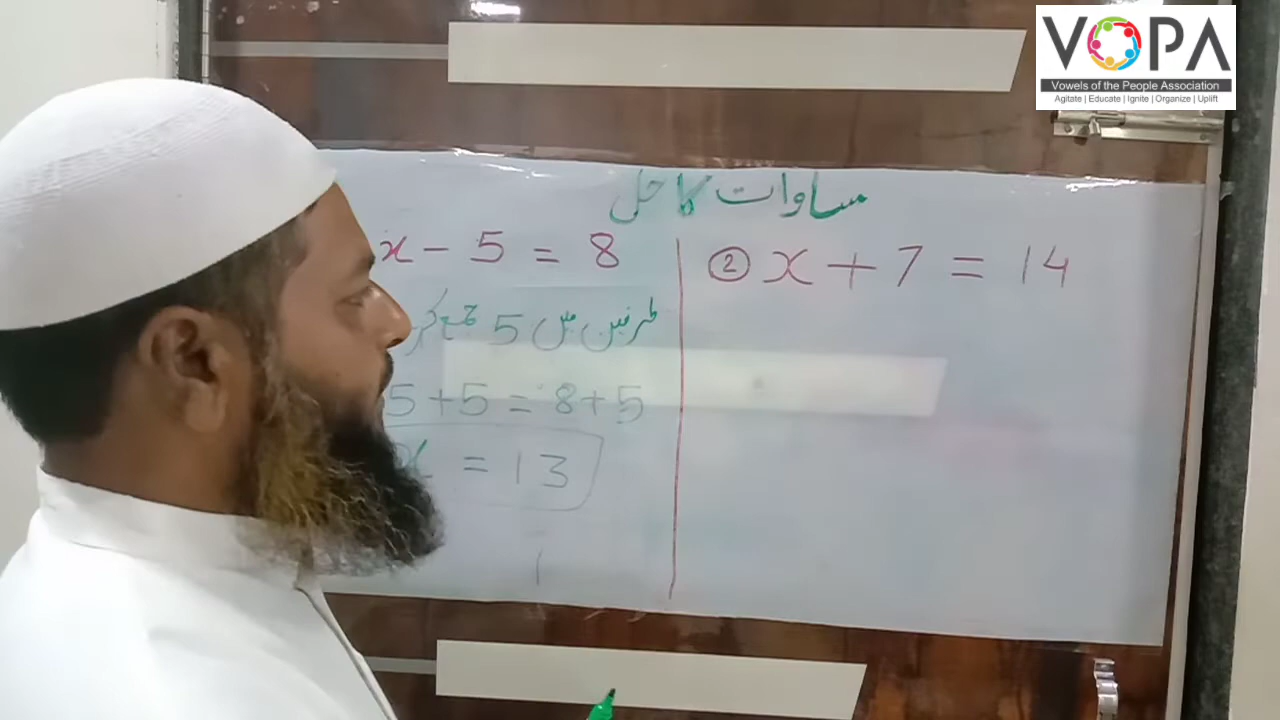 VOPA
Vowels of the People Association
Agitate | Educate | Ignite | Organize | Uplift
مساوات کا حل
x - 5 = 8
طرفین میں 5 جمع
5 + 5 = 8 + 5
x = 13
② x + 7 = 14